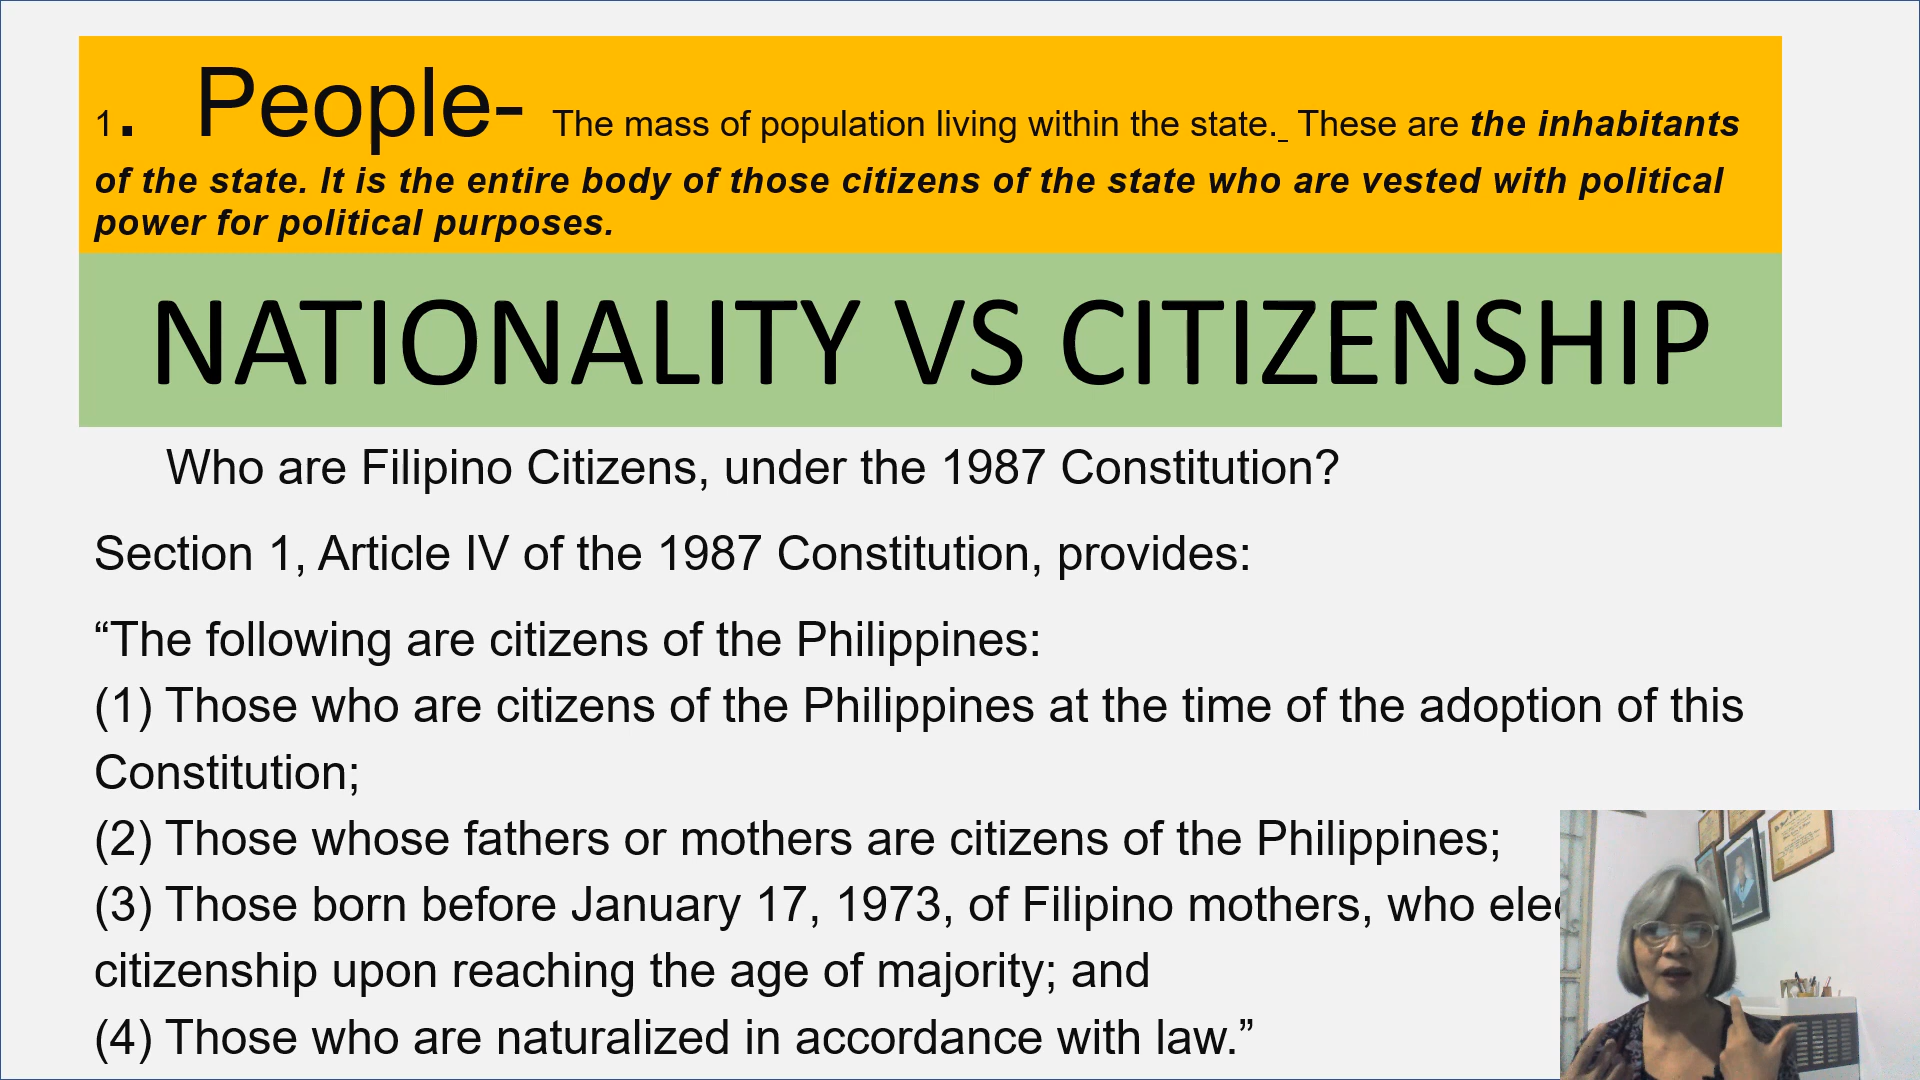 1. People- The mass of population living within the state. These are the inhabitants
of the state. It is the entire body of those citizens of the state who are vested with political
power for political purposes.
NATIONALITY VS CITIZENSHIP
Who are Filipino Citizens, under the 1987 Constitution?
Section 1, Article IV of the 1987 Constitution, provides:
“The following are citizens of the Philippines:
(1) Those who are citizens of the Philippines at the time of the adoption of this
Constitution;
(2) Those whose fathers or mothers are citizens of the Philippines;
(3) Those born before January 17, 1973, of Filipino mothers, who
citizenship upon reaching the age of majority; and
(4) Those who are naturalized in accordance with law.”